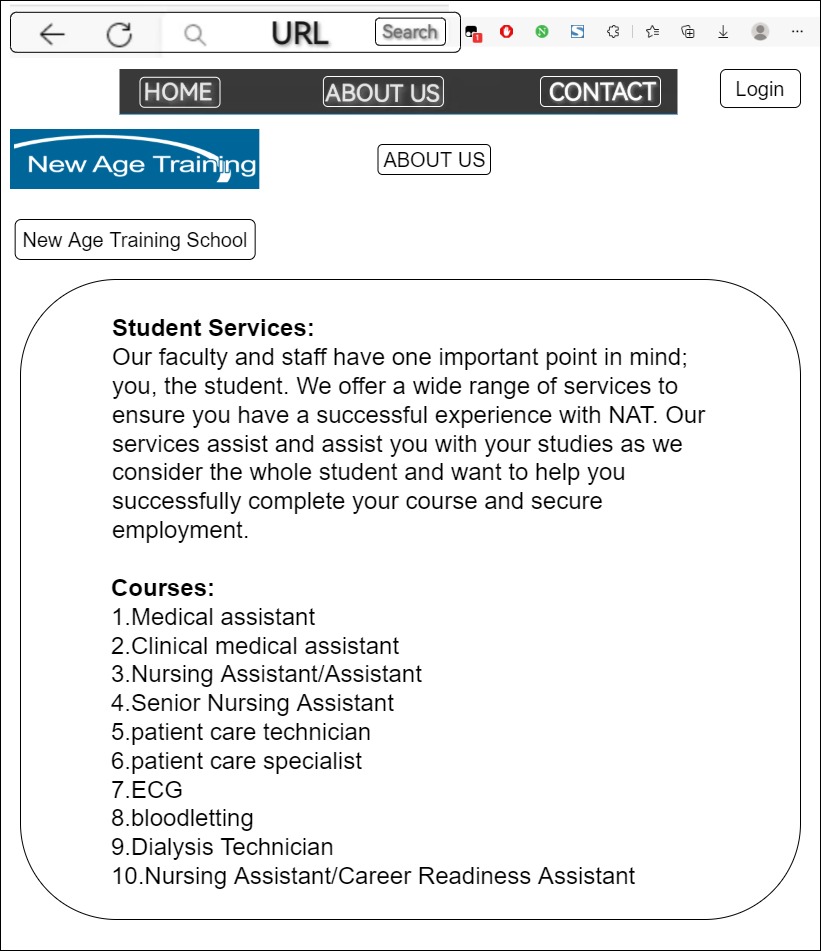 URL Search
1
HOME ABOUT US CONTACT Login
New Age Training
ABOUT US
New Age Training School
Student Services:
Our faculty and staff have one important point in mind;
you, the student. We offer a wide range of services to
ensure you have a successful experience with NAT. Our
services assist and assist you with your studies as we
consider the whole student and want to help you
successfully complete your course and secure
employment.
Courses:
1.Medical assistant
2.Clinical medical assistant
3.Nursing Assistant/Assistant
4.Senior Nursing Assistant
5.patient care technician
6.patient care specialist
7.ECG
8.bloodletting
9.Dialysis Technician
10.Nursing Assistant/Career Readiness Assistant